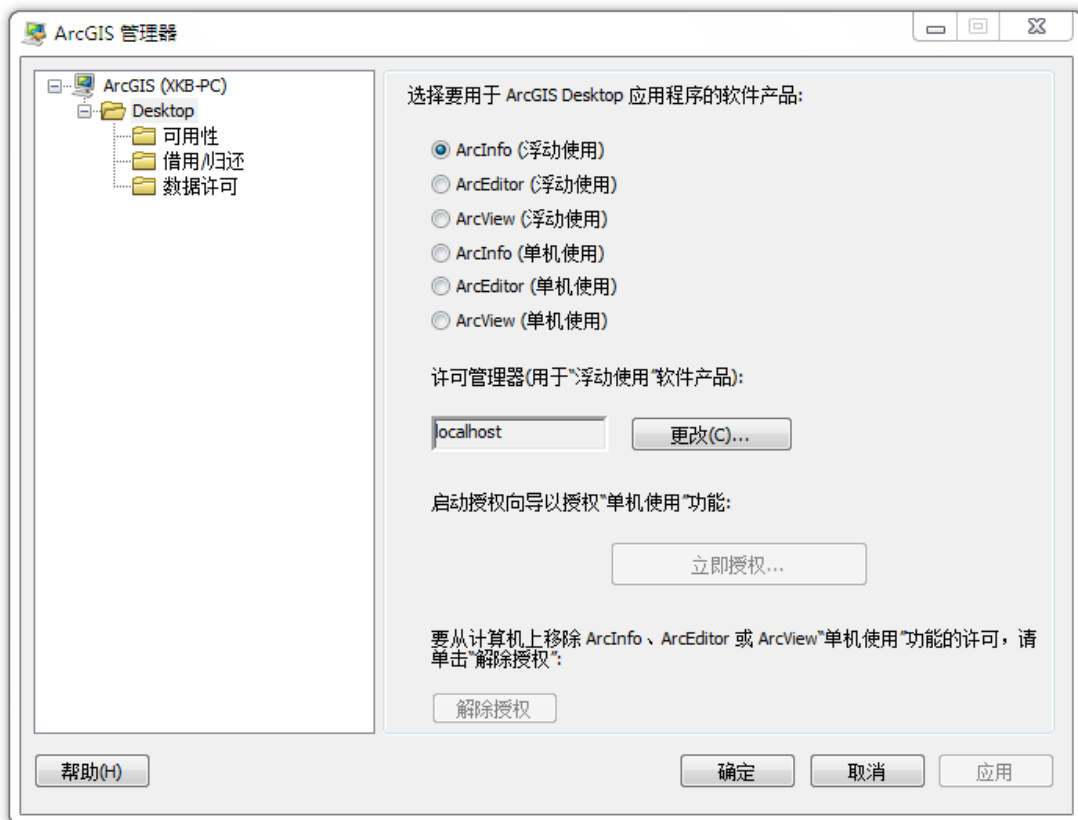 ArcGIS 管理器
ArcGIS (XKB-PC)
Desktop
可用性
借用/归还
数据许可
选择要用于 ArcGIS Desktop 应用程序的软件产品:
ArcInfo (浮动使用)
ArcEditor (浮动使用)
ArcView (浮动使用)
ArcInfo (单机使用)
ArcEditor (单机使用)
ArcView (单机使用)
许可管理器(用于“浮动使用”软件产品):
localhost
更改(C)...
启动授权向导以授权“单机使用”功能:
立即授权...
要从计算机上移除 ArcInfo、ArcEditor 或 ArcView“单机使用”功能的许可，请
单击“解除授权”:
解除授权
帮助(H)
确定
取消
应用